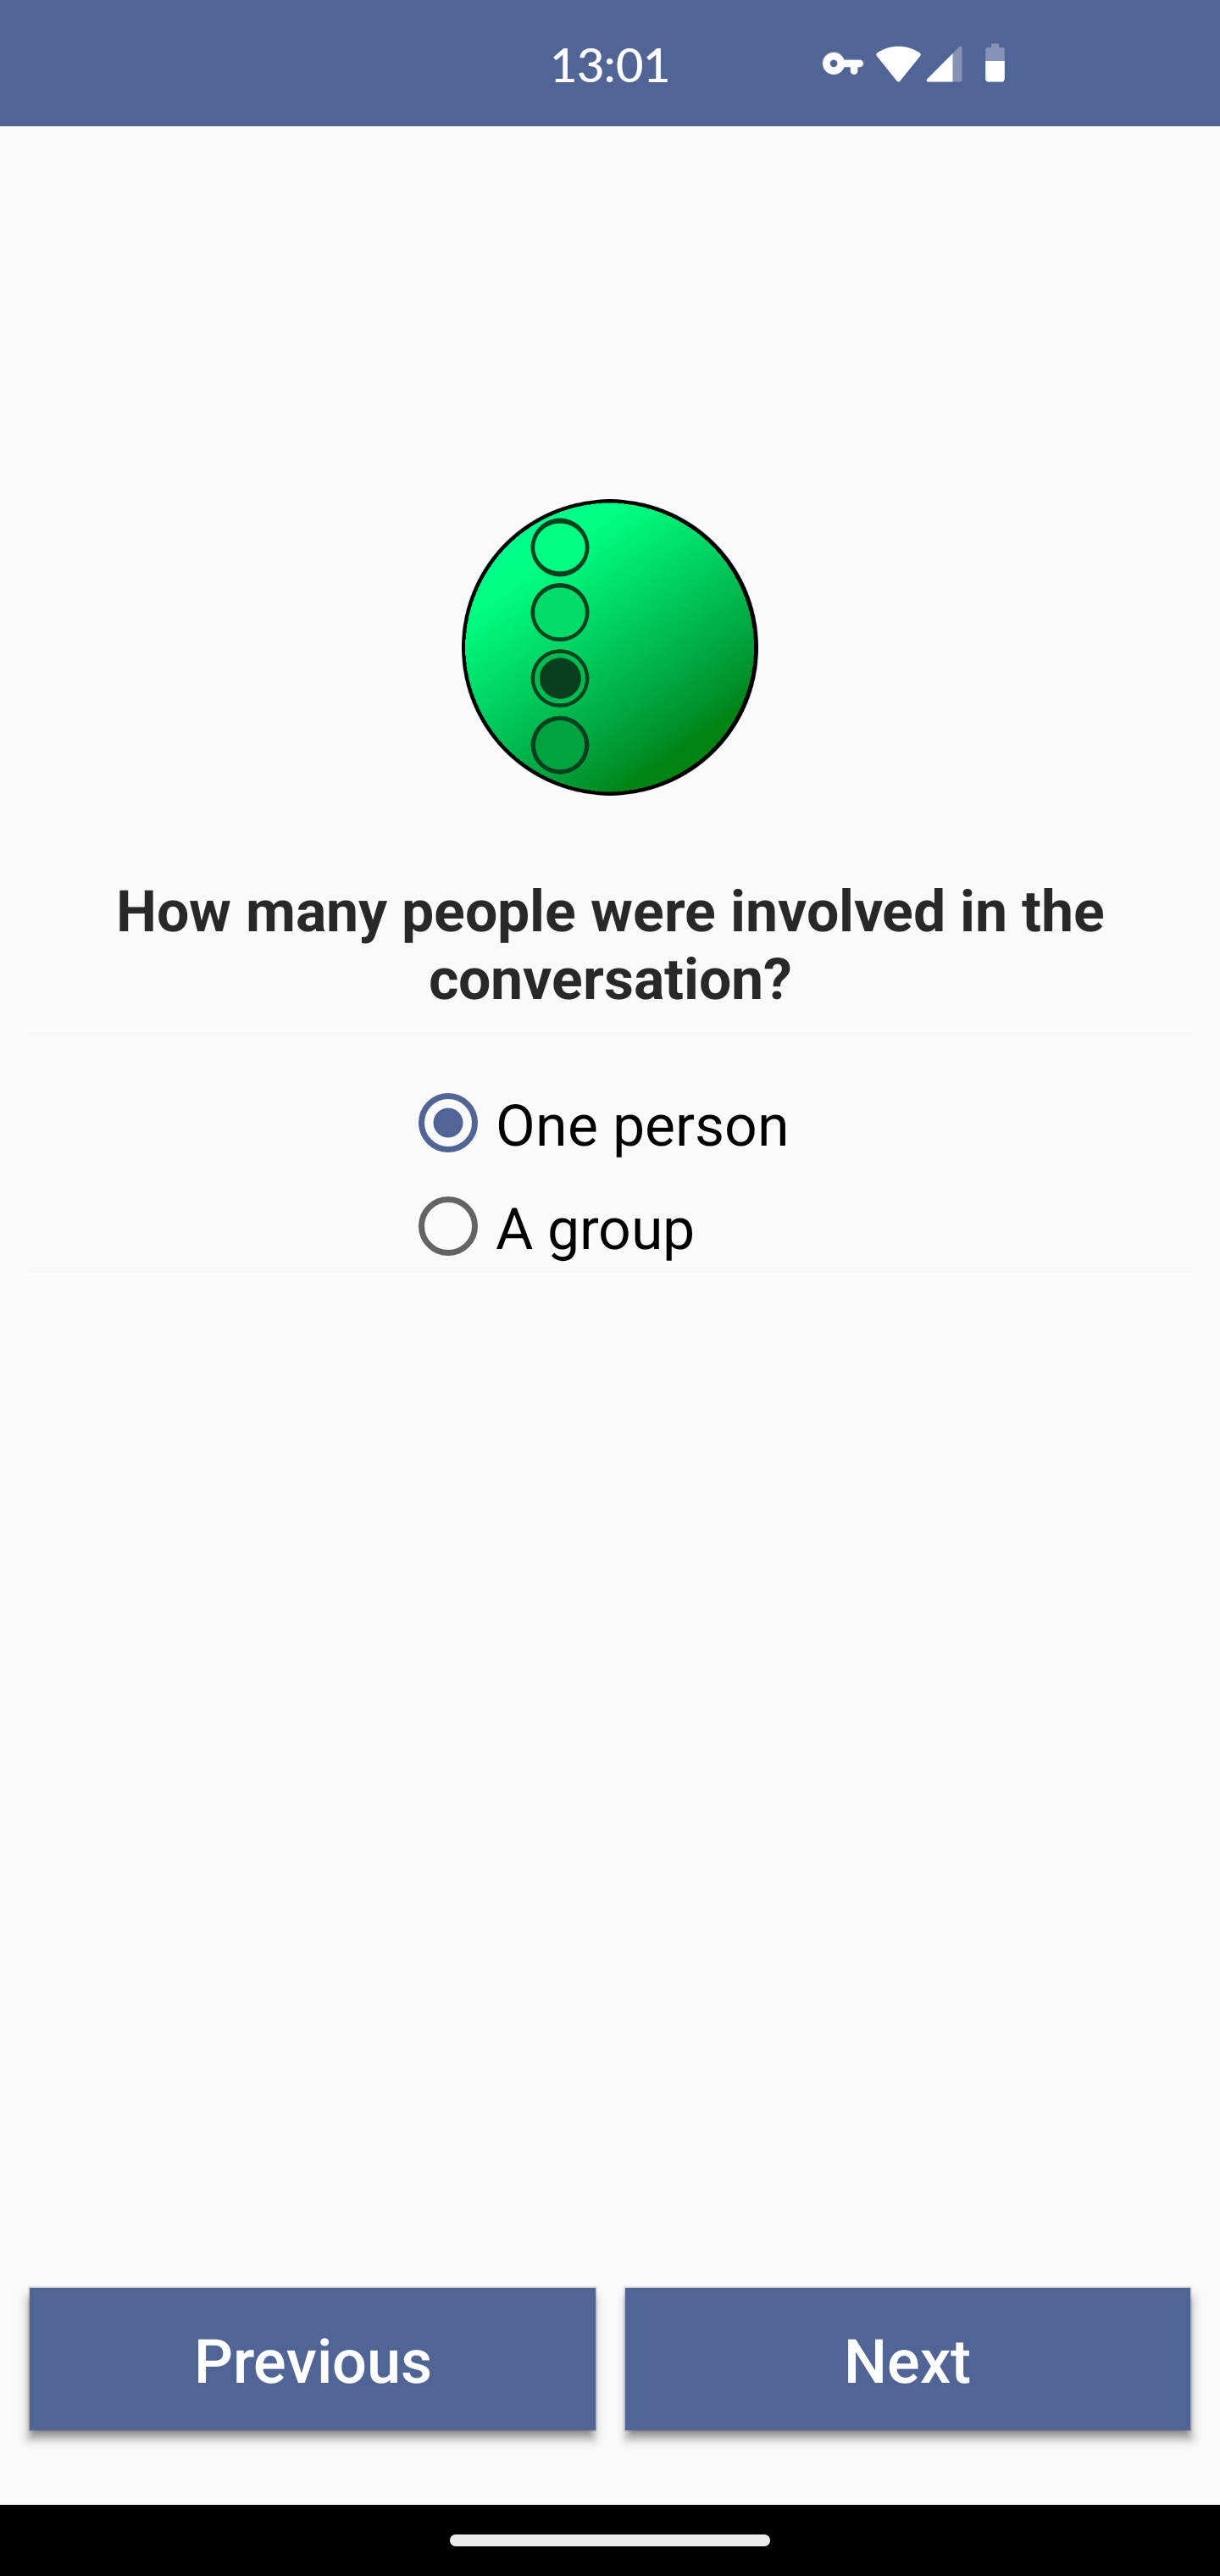 13:01
How many people were involved in the
conversation?
One person
A group
Previous
Next